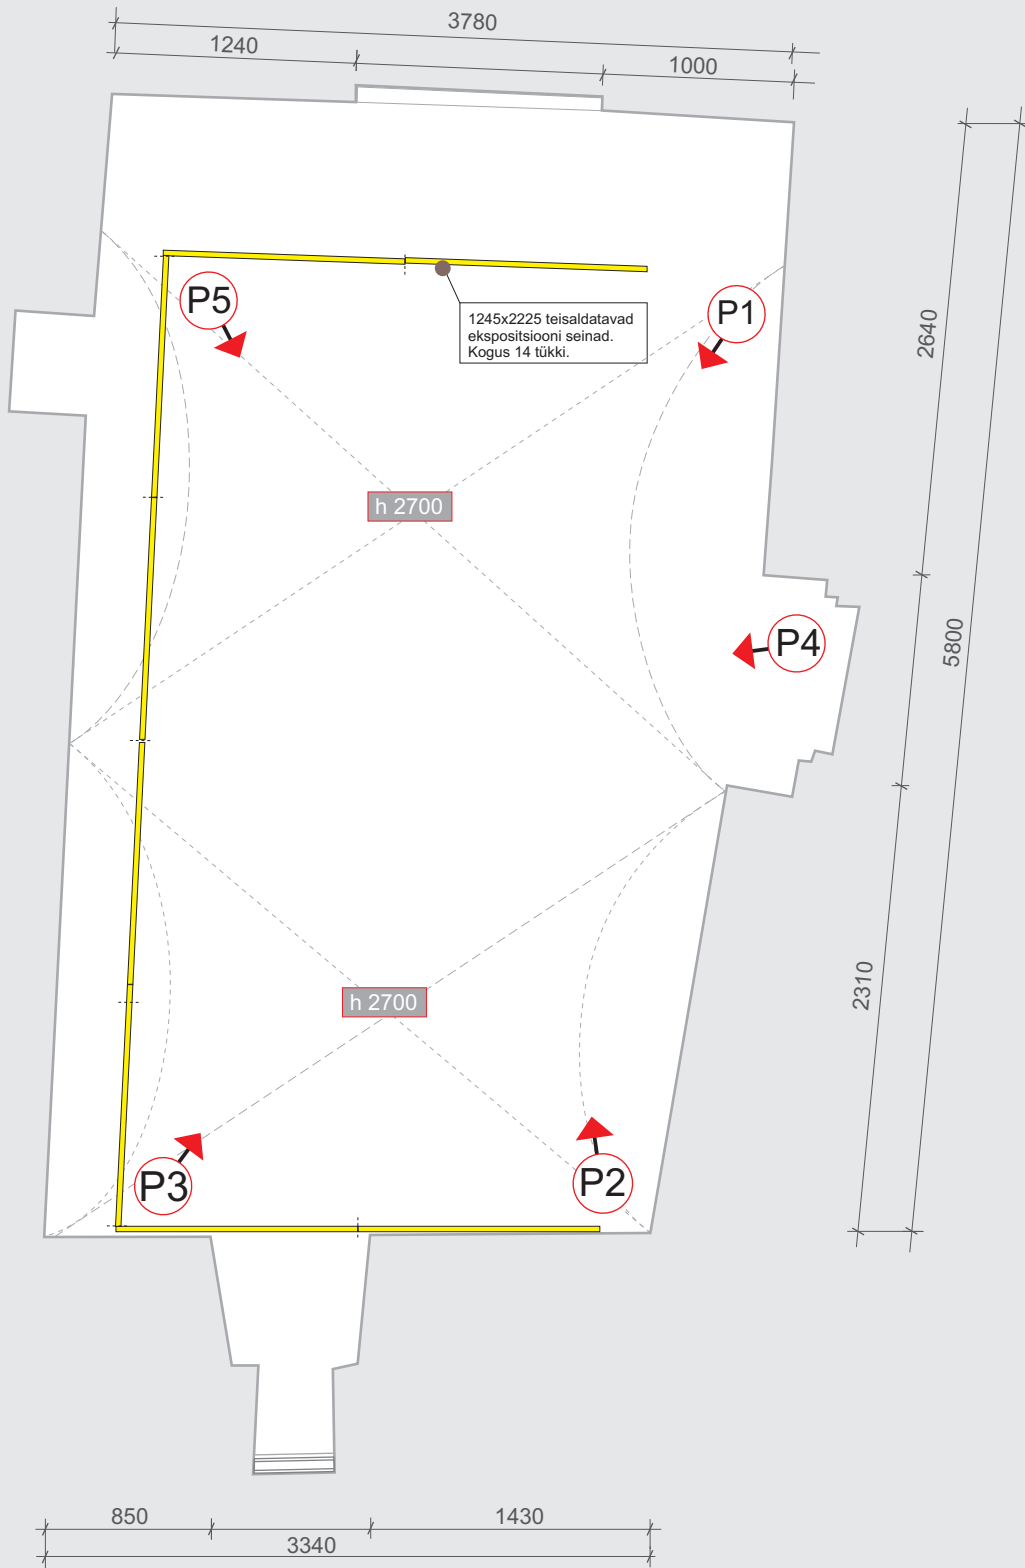 3780
1240
1000
P5
P1
1245x2225 teisaldatavad
ekspositsiooni seinad.
Kogus 14 tükki.
2640
h 2700
P4
5800
h 2700
2310
P3
P2
850
1430
3340